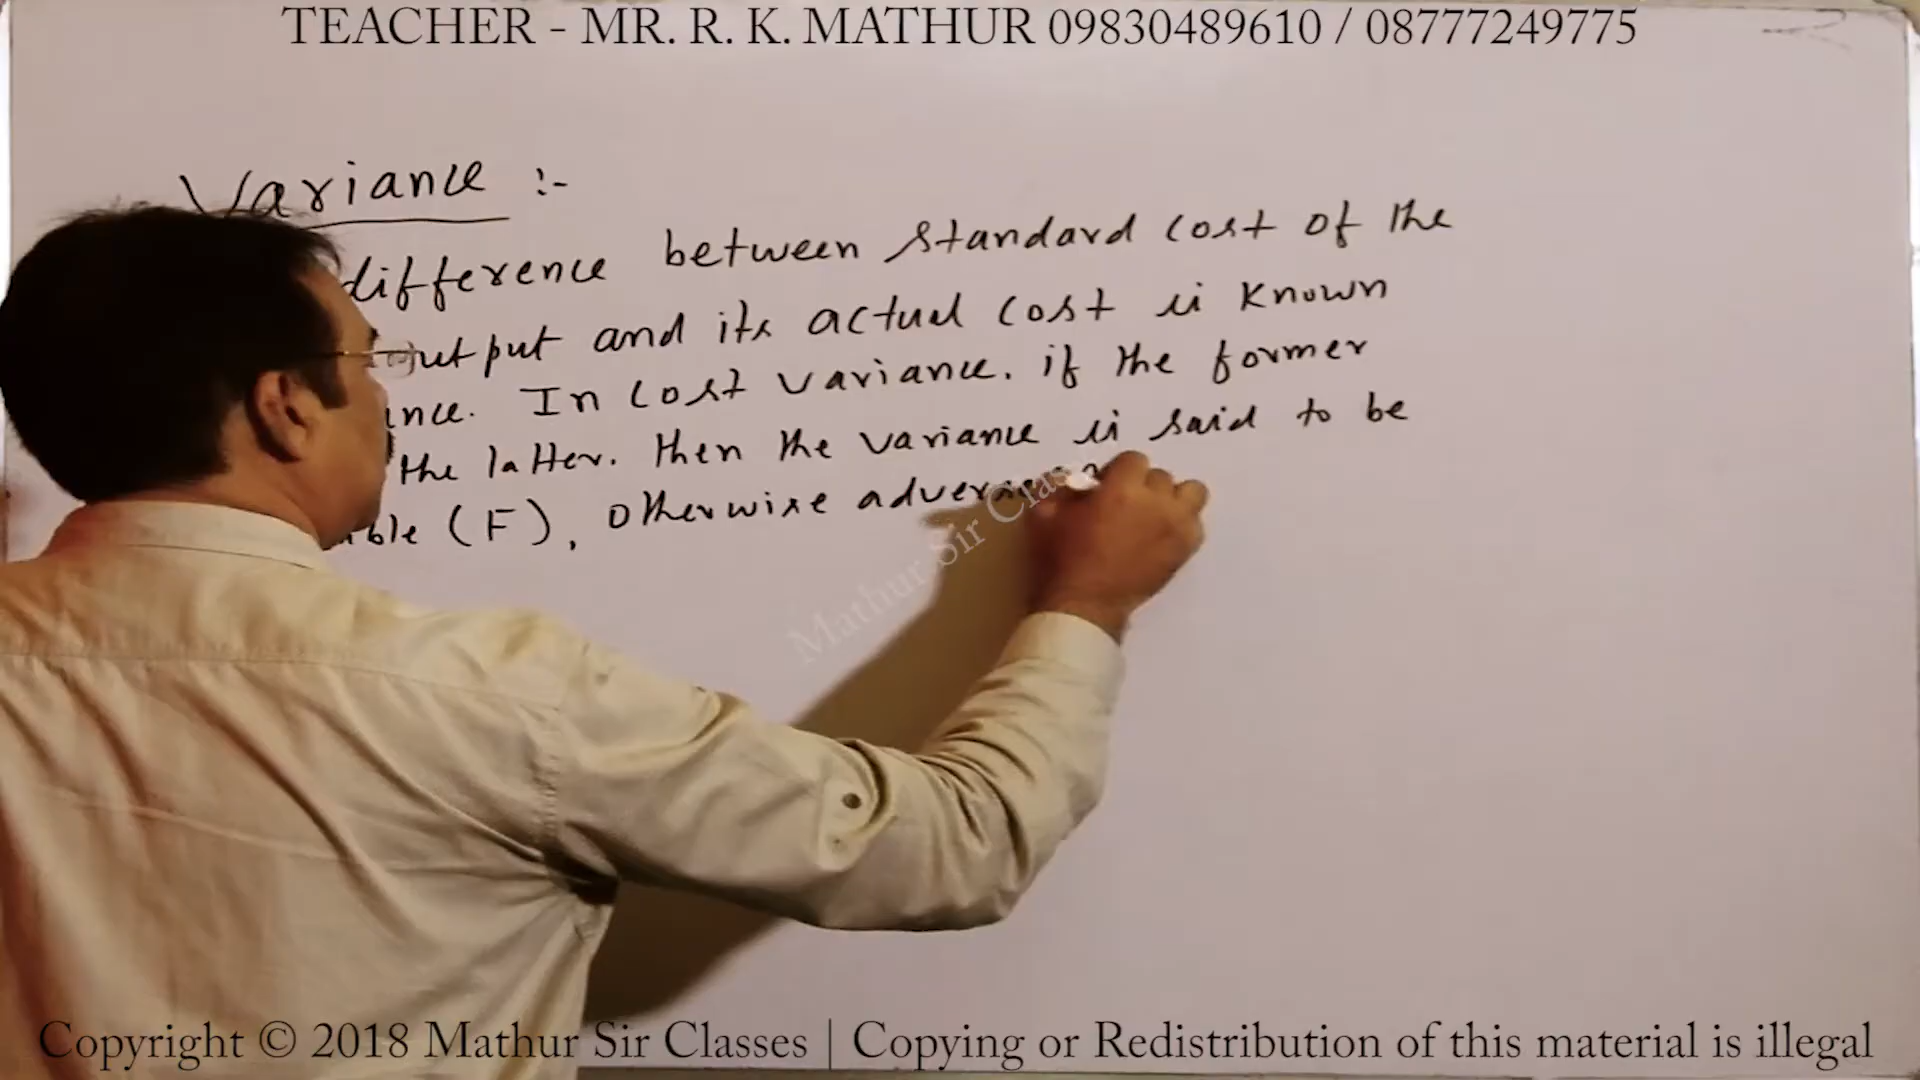 TEACHER - MR. R. K. MATHUR 09830489610 / 08777249775
Variance :-
difference between standard cost of the
output and its actual cost is known
In cost variance. if the former
the latter. then the variance is said to be
(F), otherwise adverse
Mathur Sir Classes
Copyright © 2018 Mathur Sir Classes | Copying or Redistribution of this material is illegal